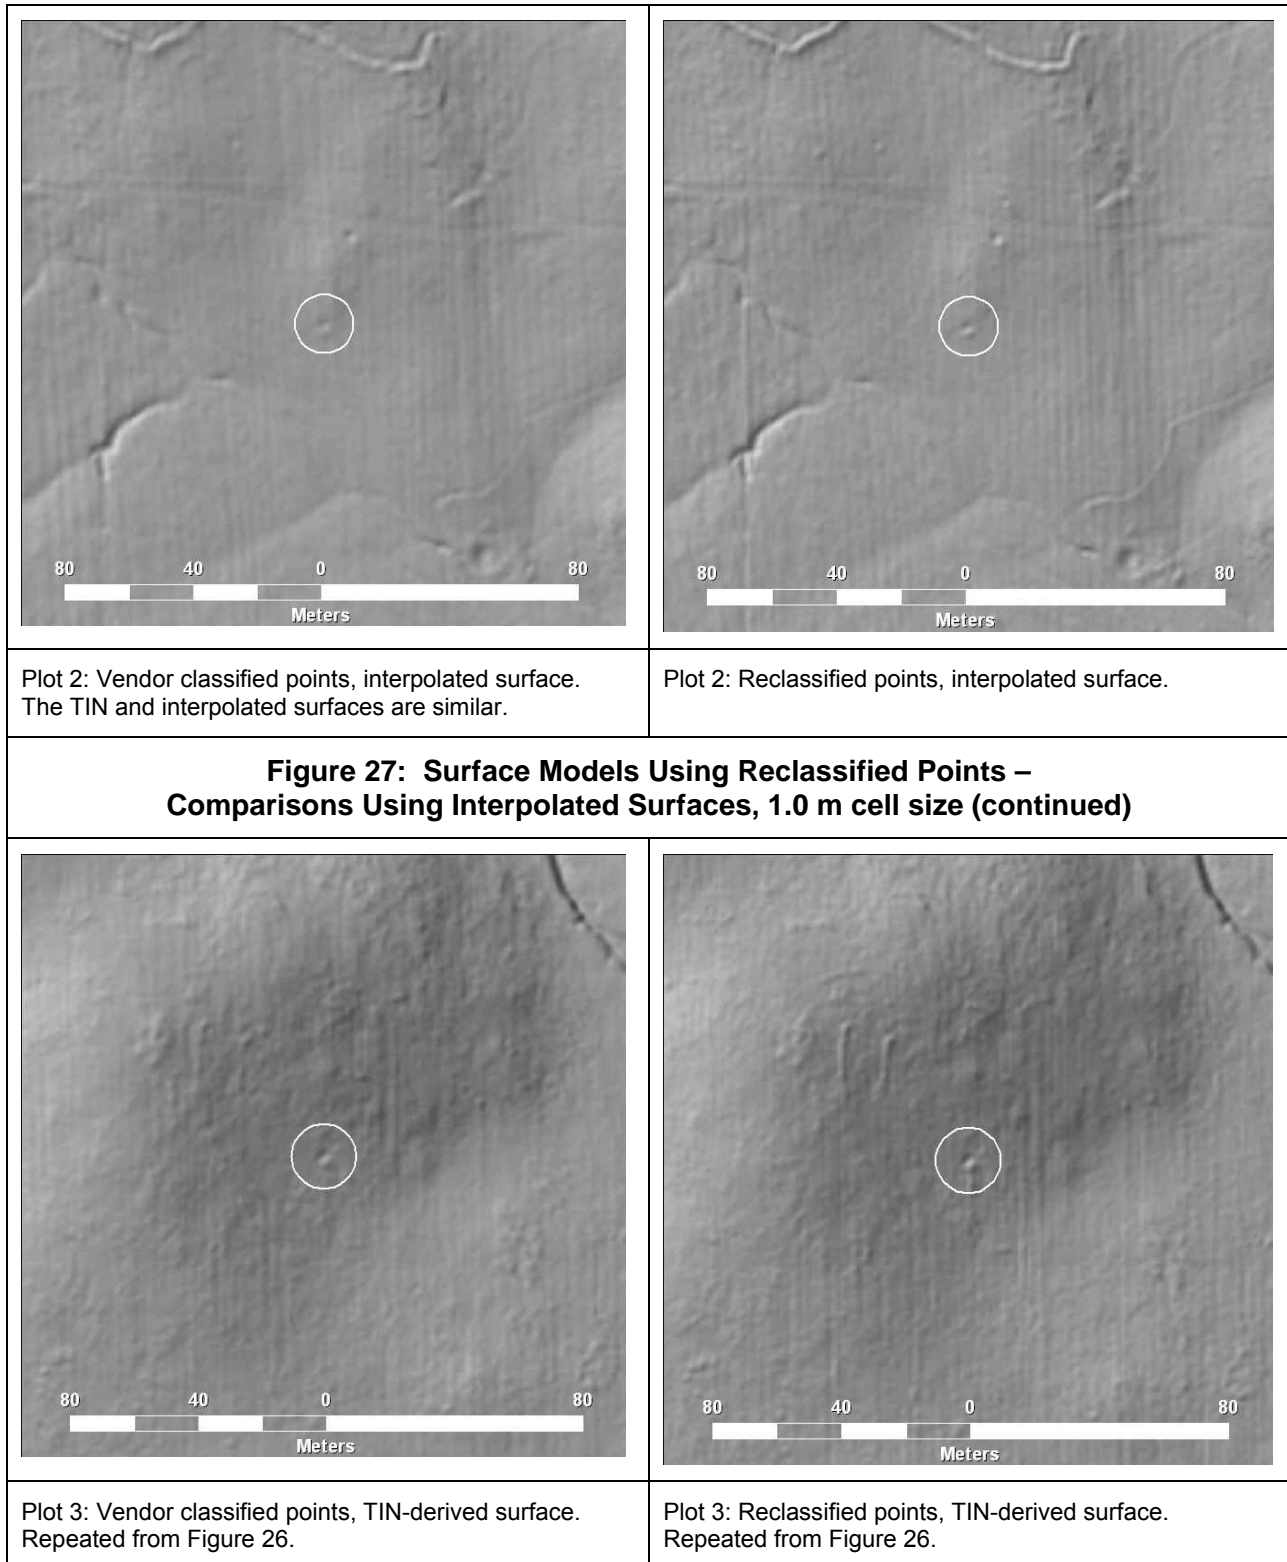 80 40 0 80
Meters
80 40 0 80
Meters
Plot 2: Vendor classified points, interpolated surface.
The TIN and interpolated surfaces are similar.
Plot 2: Reclassified points, interpolated surface.
Figure 27: Surface Models Using Reclassified Points –
Comparisons Using Interpolated Surfaces, 1.0 m cell size (continued)
80 40 0 80
Meters
80 40 0 80
Meters
Plot 3: Vendor classified points, TIN-derived surface.
Repeated from Figure 26.
Plot 3: Reclassified points, TIN-derived surface.
Repeated from Figure 26.